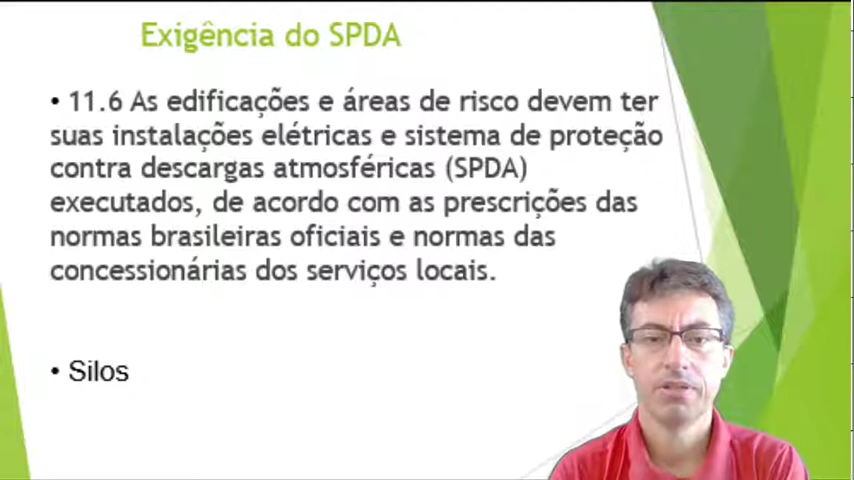 Exigência do SPDA
• 11.6 As edificações e áreas de risco devem ter
suas instalações elétricas e sistema de proteção
contra descargas atmosféricas (SPDA)
executados, de acordo com as prescrições das
normas brasileiras oficiais e normas das
concessionárias dos serviços locais.
• Silos